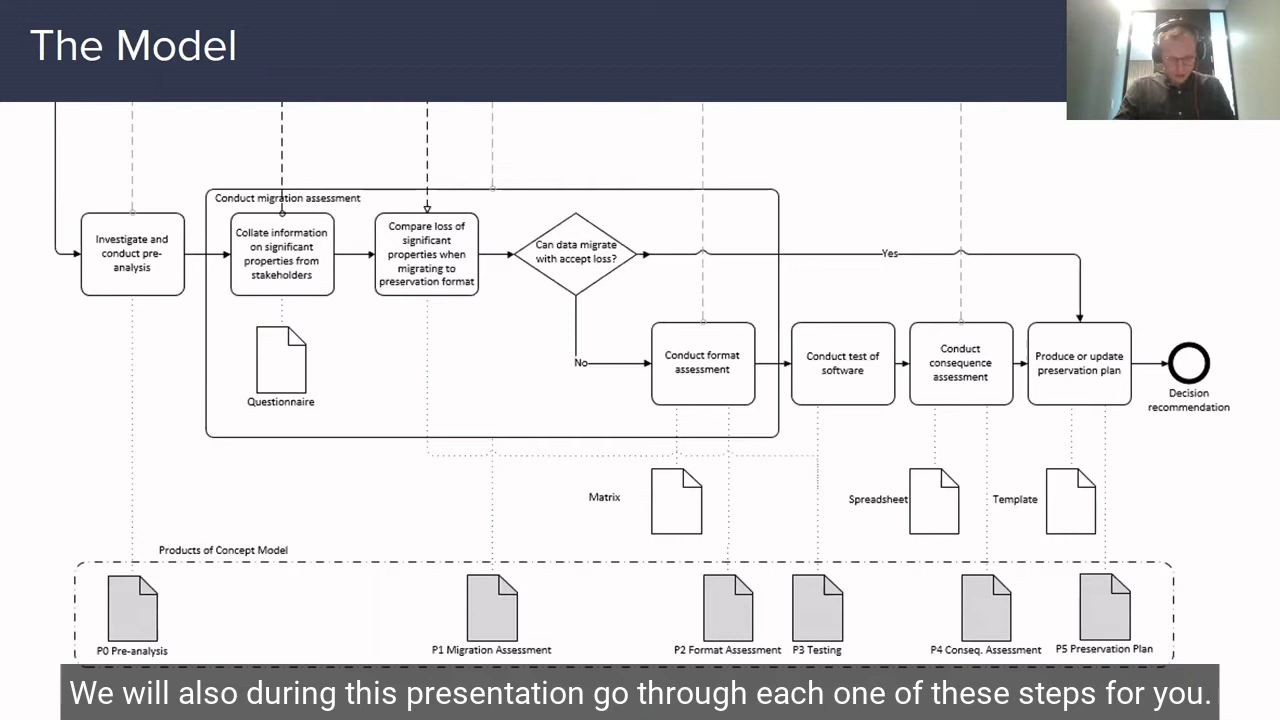 The Model
Conduct migration assessment
Investigate and
conduct pre-
analysis
Collate information
on significant
properties from
stakeholders
Compare loss of
significant
properties when
migrating to
preservation format
Can data migrate
with accept loss?
Yes
No
Conduct format
assessment
Conduct test of
software
Conduct
consequence
assessment
Produce or update
preservation plan
Decision
recommendation
Questionnaire
Matrix
Spreadsheet
Template
Products of Concept Model
P0 Pre-analysis
P1 Migration Assessment
P2 Format Assessment
P3 Testing
P4 Conseq. Assessment
P5 Preservation Plan
We will also during this presentation go through each one of these steps for you.